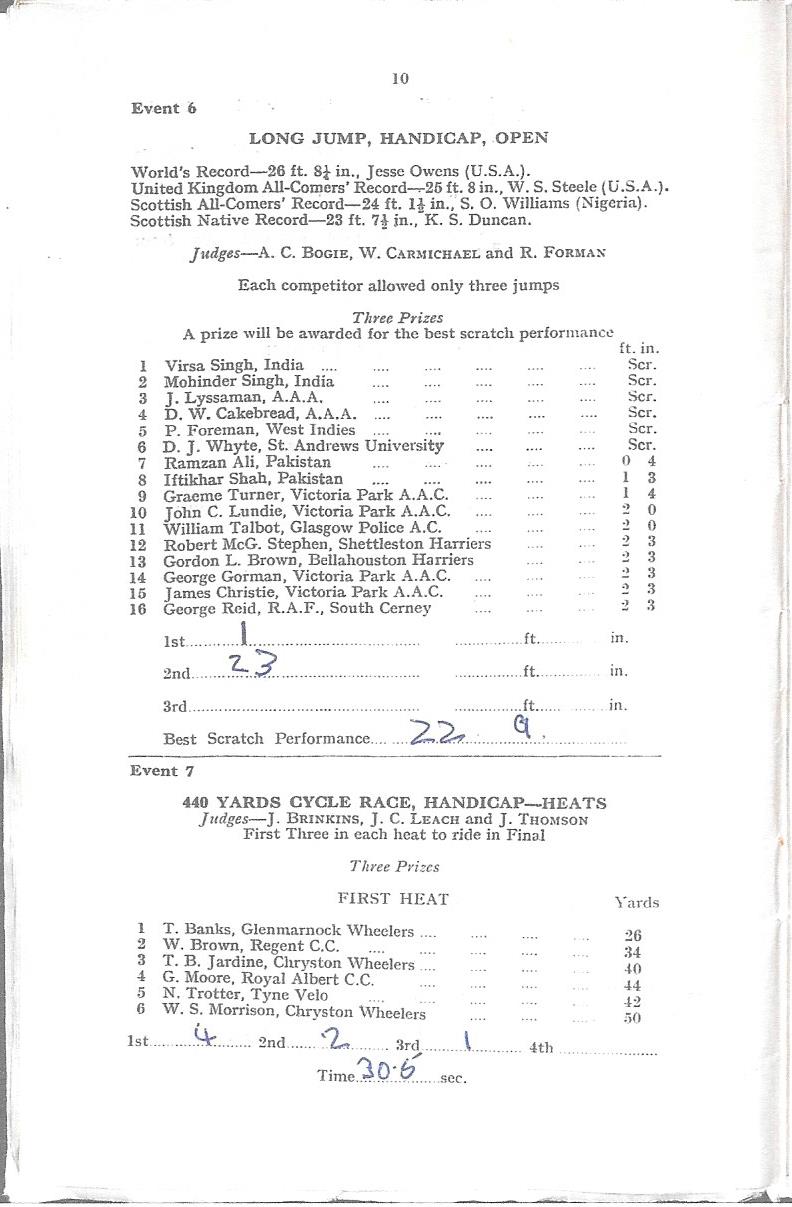 10
Event 6
LONG JUMP, HANDICAP, OPEN
World's Record—26 ft. 8¼ in., Jesse Owens (U.S.A.).
United Kingdom All-Comers' Record—25 ft. 8 in., W. S. Steele (U.S.A.).
Scottish All-Comers' Record—24 ft. 1½ in., S. O. Williams (Nigeria).
Scottish Native Record—23 ft. 7½ in., K. S. Duncan.
Judges—A. C. BOGIE, W. CARMICHAEL and R. FORMAN
Each competitor allowed only three jumps
Three Prizes
A prize will be awarded for the best scratch performance
ft. in.
1 Virsa Singh, India .... .... .... .... .... .... Scr.
2 Mohinder Singh, India .... .... .... .... .... Scr.
3 J. Lyssaman, A.A.A. .... .... .... .... .... Scr.
4 D. W. Cakebread, A.A.A. .... .... .... .... .... Scr.
5 P. Foreman, West Indies .... .... .... .... .... Scr.
6 D. J. Whyte, St. Andrews University .... .... .... Scr.
7 Ramzan Ali, Pakistan .... .... .... .... .... 0 4
8 Iftikhar Shah, Pakistan .... .... .... .... .... 1 3
9 Graeme Turner, Victoria Park A.A.C. .... .... .... 1 4
10 John C. Lundie, Victoria Park A.A.C. .... .... .... 2 0
11 William Talbot, Glasgow Police A.C. .... .... .... 2 0
12 Robert McG. Stephen, Shettleston Harriers .... .... 2 3
13 Gordon L. Brown, Bellahouston Harriers .... .... 2 3
14 George Gorman, Victoria Park A.A.C. .... .... .... 2 3
15 James Christie, Victoria Park A.A.C. .... .... .... 2 3
16 George Reid, R.A.F., South Cerney .... .... .... 2 3
1st..........1.......... ..........ft.......... in.
2nd..........23.......... ..........ft.......... in.
3rd.......... ..........ft.......... in.
Best Scratch Performance.... 22 9
Event 7
440 YARDS CYCLE RACE, HANDICAP—HEATS
Judges—J. BRINKINS, J. C. LEACH and J. THOMSON
First Three in each heat to ride in Final
Three Prizes
FIRST HEAT Yards
1 T. Banks, Glenmarnock Wheelers .... .... .... .... 26
2 W. Brown, Regent C.C. .... .... .... .... 34
3 T. B. Jardine, Chryston Wheelers .... .... .... .... 40
4 G. Moore, Royal Albert C.C. .... .... .... .... 44
5 N. Trotter, Tyne Velo .... .... .... .... .... 42
6 W. S. Morrison, Chryston Wheelers .... .... .... 50
1st.......4....... 2nd.......2....... 3rd.......1....... 4th..........
Time 30.6 sec.